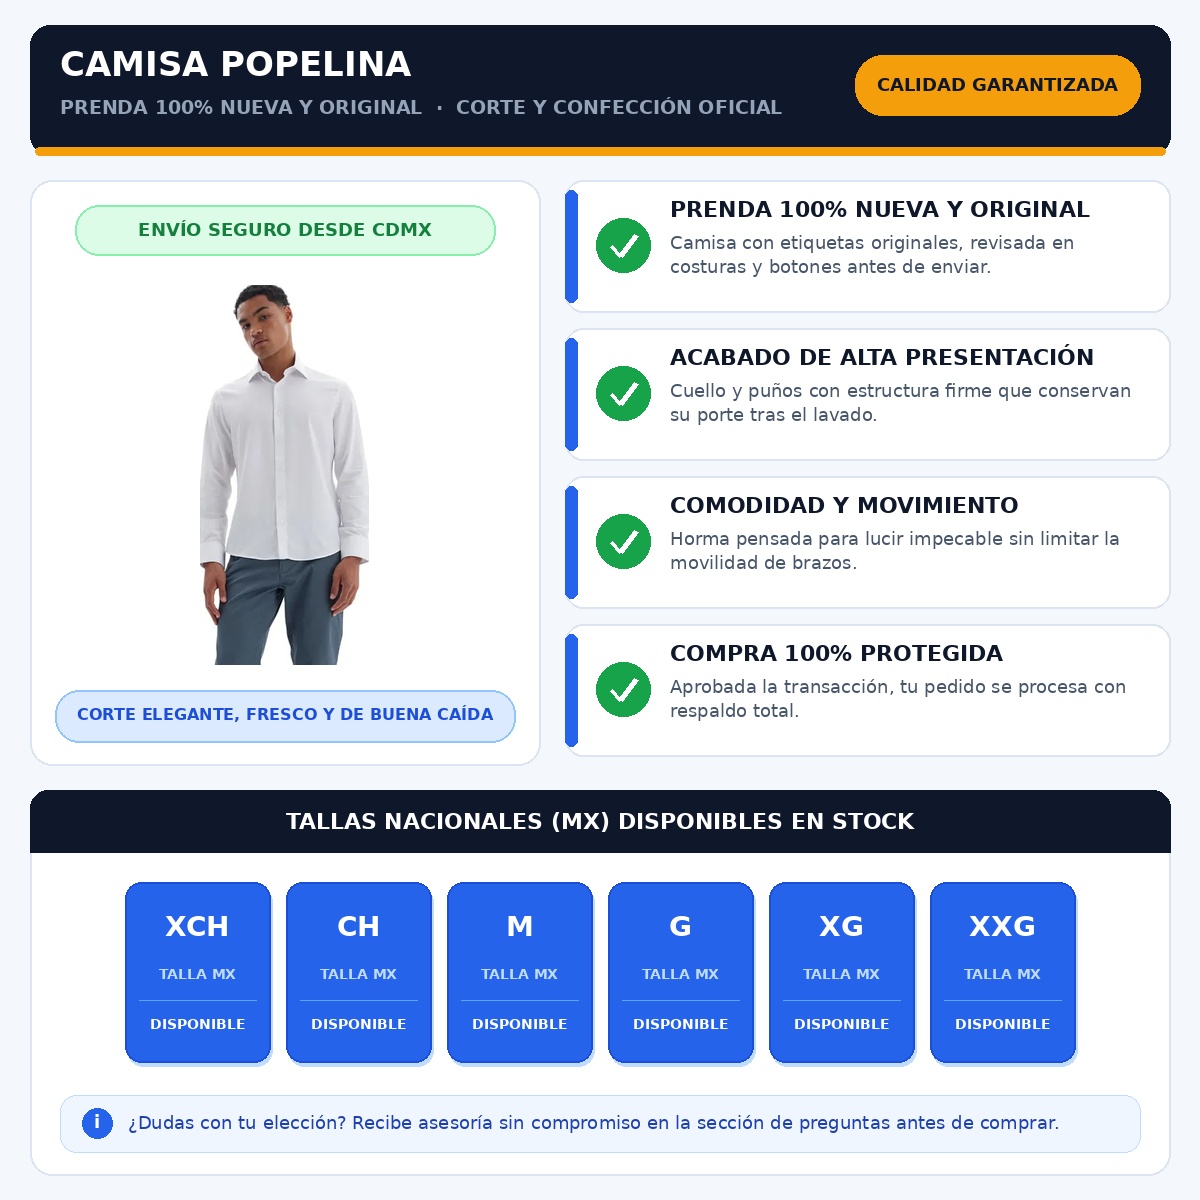 CAMISA POPELINA
PRENDA 100% NUEVA Y ORIGINAL · CORTE Y CONFECCIÓN OFICIAL
CALIDAD GARANTIZADA
ENVÍO SEGURO DESDE CDMX
CORTE ELEGANTE, FRESCO Y DE BUENA CAÍDA
PRENDA 100% NUEVA Y ORIGINAL
Camisa con etiquetas originales, revisada en
costuras y botones antes de enviar.
ACABADO DE ALTA PRESENTACIÓN
Cuello y puños con estructura firme que conservan
su porte tras el lavado.
COMODIDAD Y MOVIMIENTO
Horma pensada para lucir impecable sin limitar la
movilidad de brazos.
COMPRA 100% PROTEGIDA
Aprobada la transacción, tu pedido se procesa con
respaldo total.
TALLAS NACIONALES (MX) DISPONIBLES EN STOCK
XCH
TALLA MX
DISPONIBLE
CH
TALLA MX
DISPONIBLE
M
TALLA MX
DISPONIBLE
G
TALLA MX
DISPONIBLE
XG
TALLA MX
DISPONIBLE
XXG
TALLA MX
DISPONIBLE
i ¿Dudas con tu elección? Recibe asesoría sin compromiso en la sección de preguntas antes de comprar.